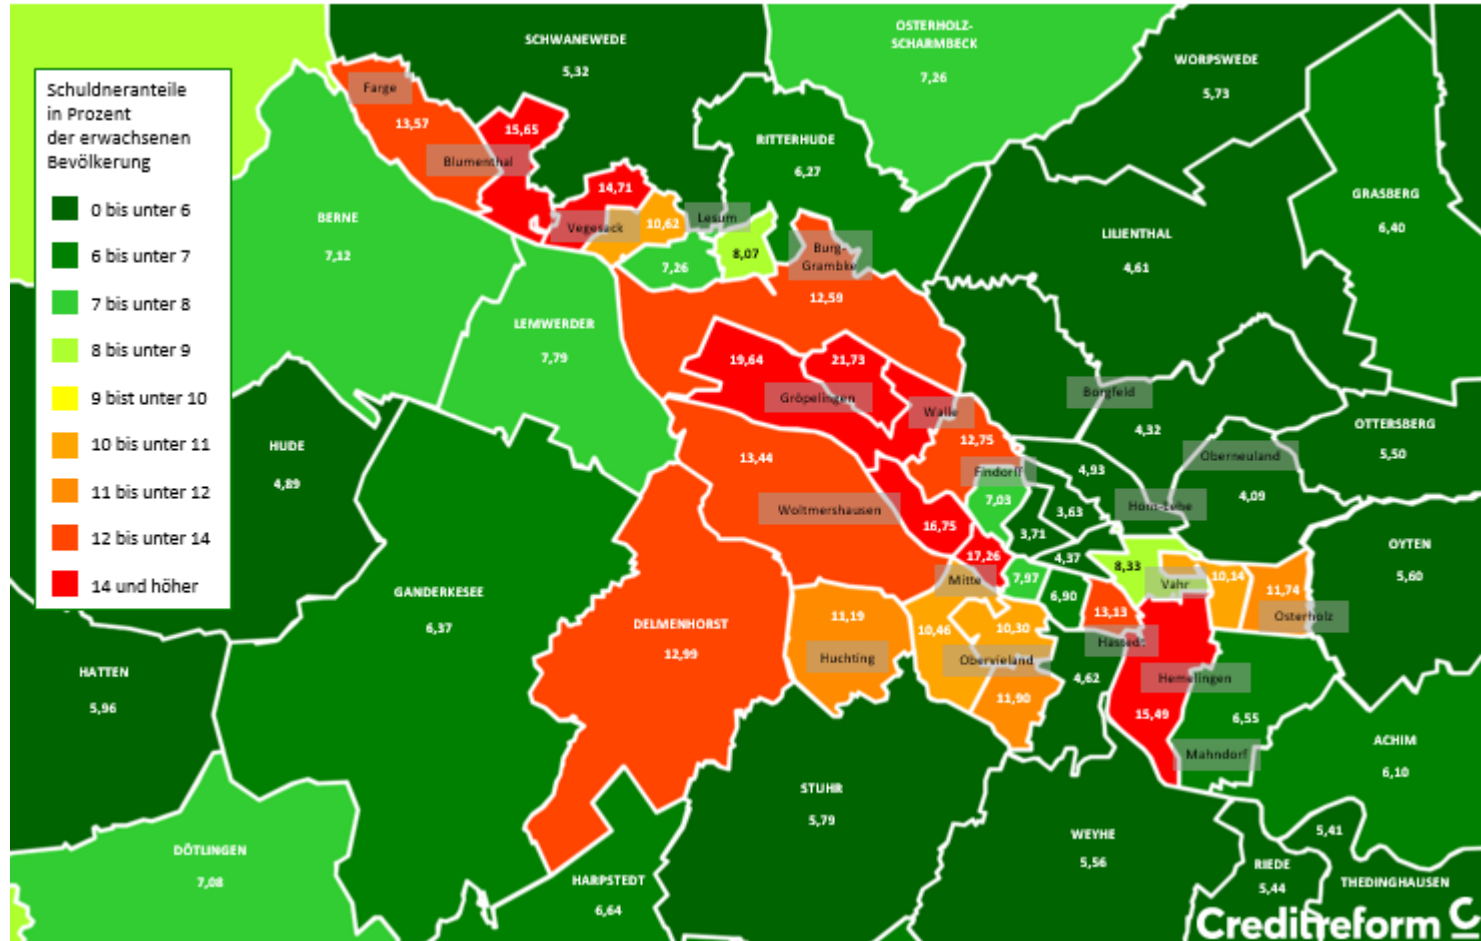 Schuldneranteile
in Prozent
der erwachsenen
Bevölkerung
0 bis unter 6
6 bis unter 7
7 bis unter 8
8 bis unter 9
9 bist unter 10
10 bis unter 11
11 bis unter 12
12 bis unter 14
14 und höher
SCHWANEWEDE
5,32
OSTERHOLZ-
SCHARMBECK
7,26
WORPSWEDE
5,73
Farge
13,57
15,65
Blumenthal
RITTERHUDE
6,27
14,71
Vegesack
10,62
Lesum
GRASBERG
6,40
BERNE
7,12
7,26
8,07
Burg-
Grambke
12,59
LILIENTHAL
4,61
LEMWERDER
7,79
19,64
21,73
Gröpelingen
Walle
12,75
Borgfeld
4,32
OTTERSBERG
5,50
HUDE
4,89
13,44
Findorff
7,03
4,93
Oberneuland
4,09
Woltmershausen
16,75
3,63
Horn-Lehe
3,71
17,26
4,37
8,33
OYTEN
5,60
Mitte
7,97
6,90
Vahr
10,14
11,74
Osterholz
GANDERKESEE
6,37
DELMENHORST
12,99
11,19
Huchting
10,46
10,30
Obervieland
11,90
13,13
Hastedt
4,62
Hemelingen
15,49
6,55
Mahndorf
HATTEN
5,96
ACHIM
6,10
STUHR
5,79
WEYHE
5,56
5,41
RIEDE
5,44
THEDINGHAUSEN
DÖTLINGEN
7,08
HARPSTEDT
6,64
Creditreform C